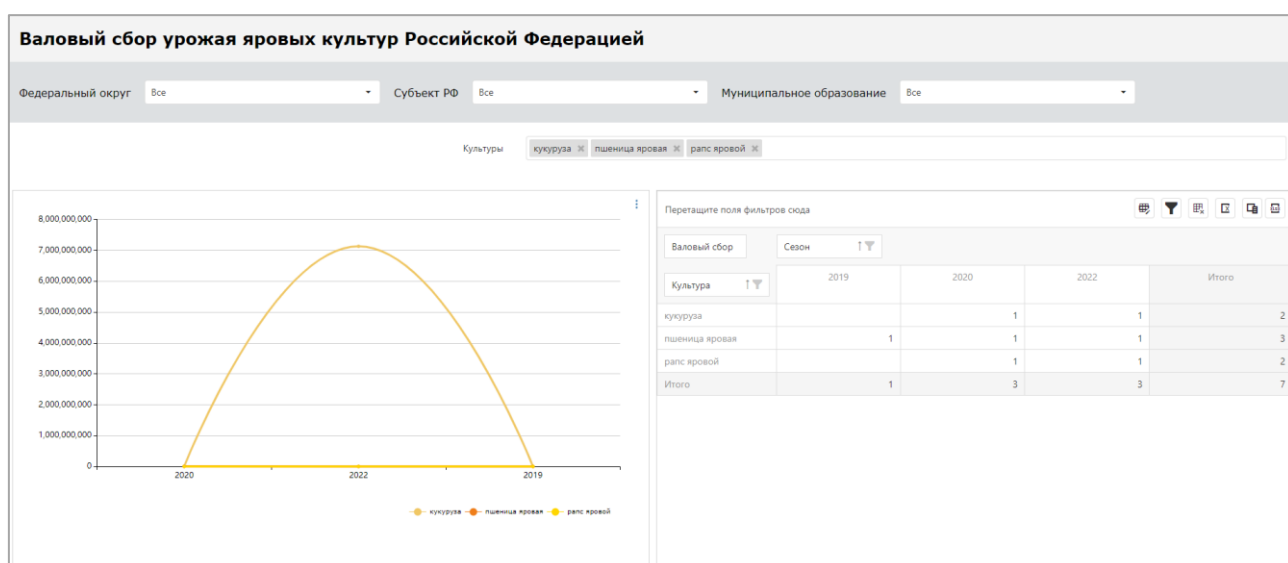 Валовый сбор урожая яровых культур Российской Федерацией
Федеральный округ Все Субъект РФ Все Муниципальное образование Все
Культуры кукуруза пшеница яровая рапс яровой
8,000,000,000
7,000,000,000
6,000,000,000
5,000,000,000
4,000,000,000
3,000,000,000
2,000,000,000
1,000,000,000
0
2020 2022 2019
кукуруза пшеница яровая рапс яровой
Перетащите поля фильтров сюда
Валовый сбор Сезон
Культура 2019 2020 2022 Итого
кукуруза 1 1 2
пшеница яровая 1 1 1 3
рапс яровой 1 1 2
Итого 1 3 3 7